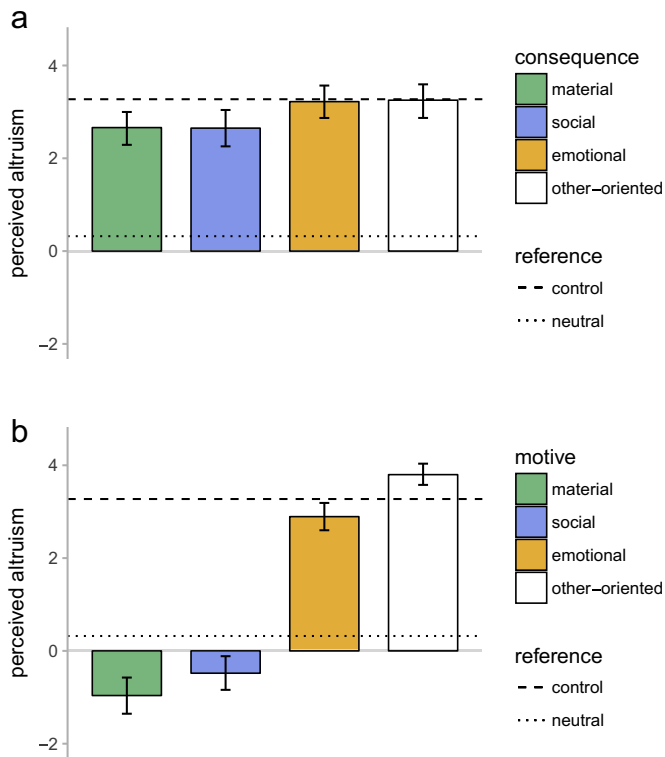 a
perceived altruism
4
2
0
−2
consequence
material
social
emotional
other−oriented
reference
control
neutral
b
perceived altruism
4
2
0
−2
motive
material
social
emotional
other−oriented
reference
control
neutral